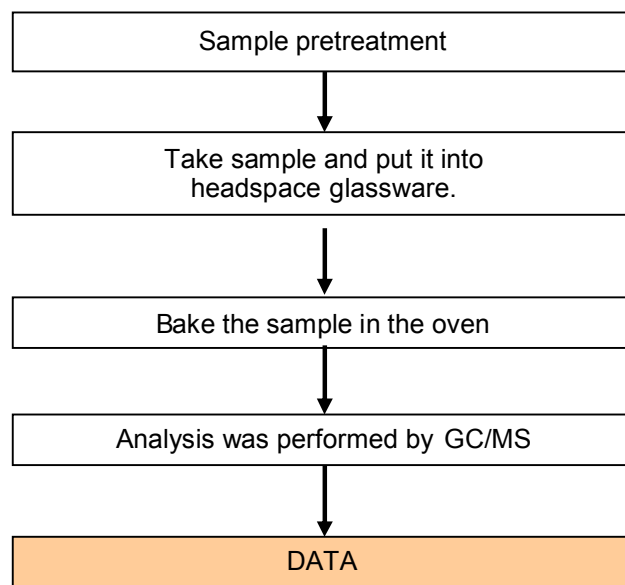 Sample pretreatment
Take sample and put it into
headspace glassware.
Bake the sample in the oven
Analysis was performed by GC/MS
DATA